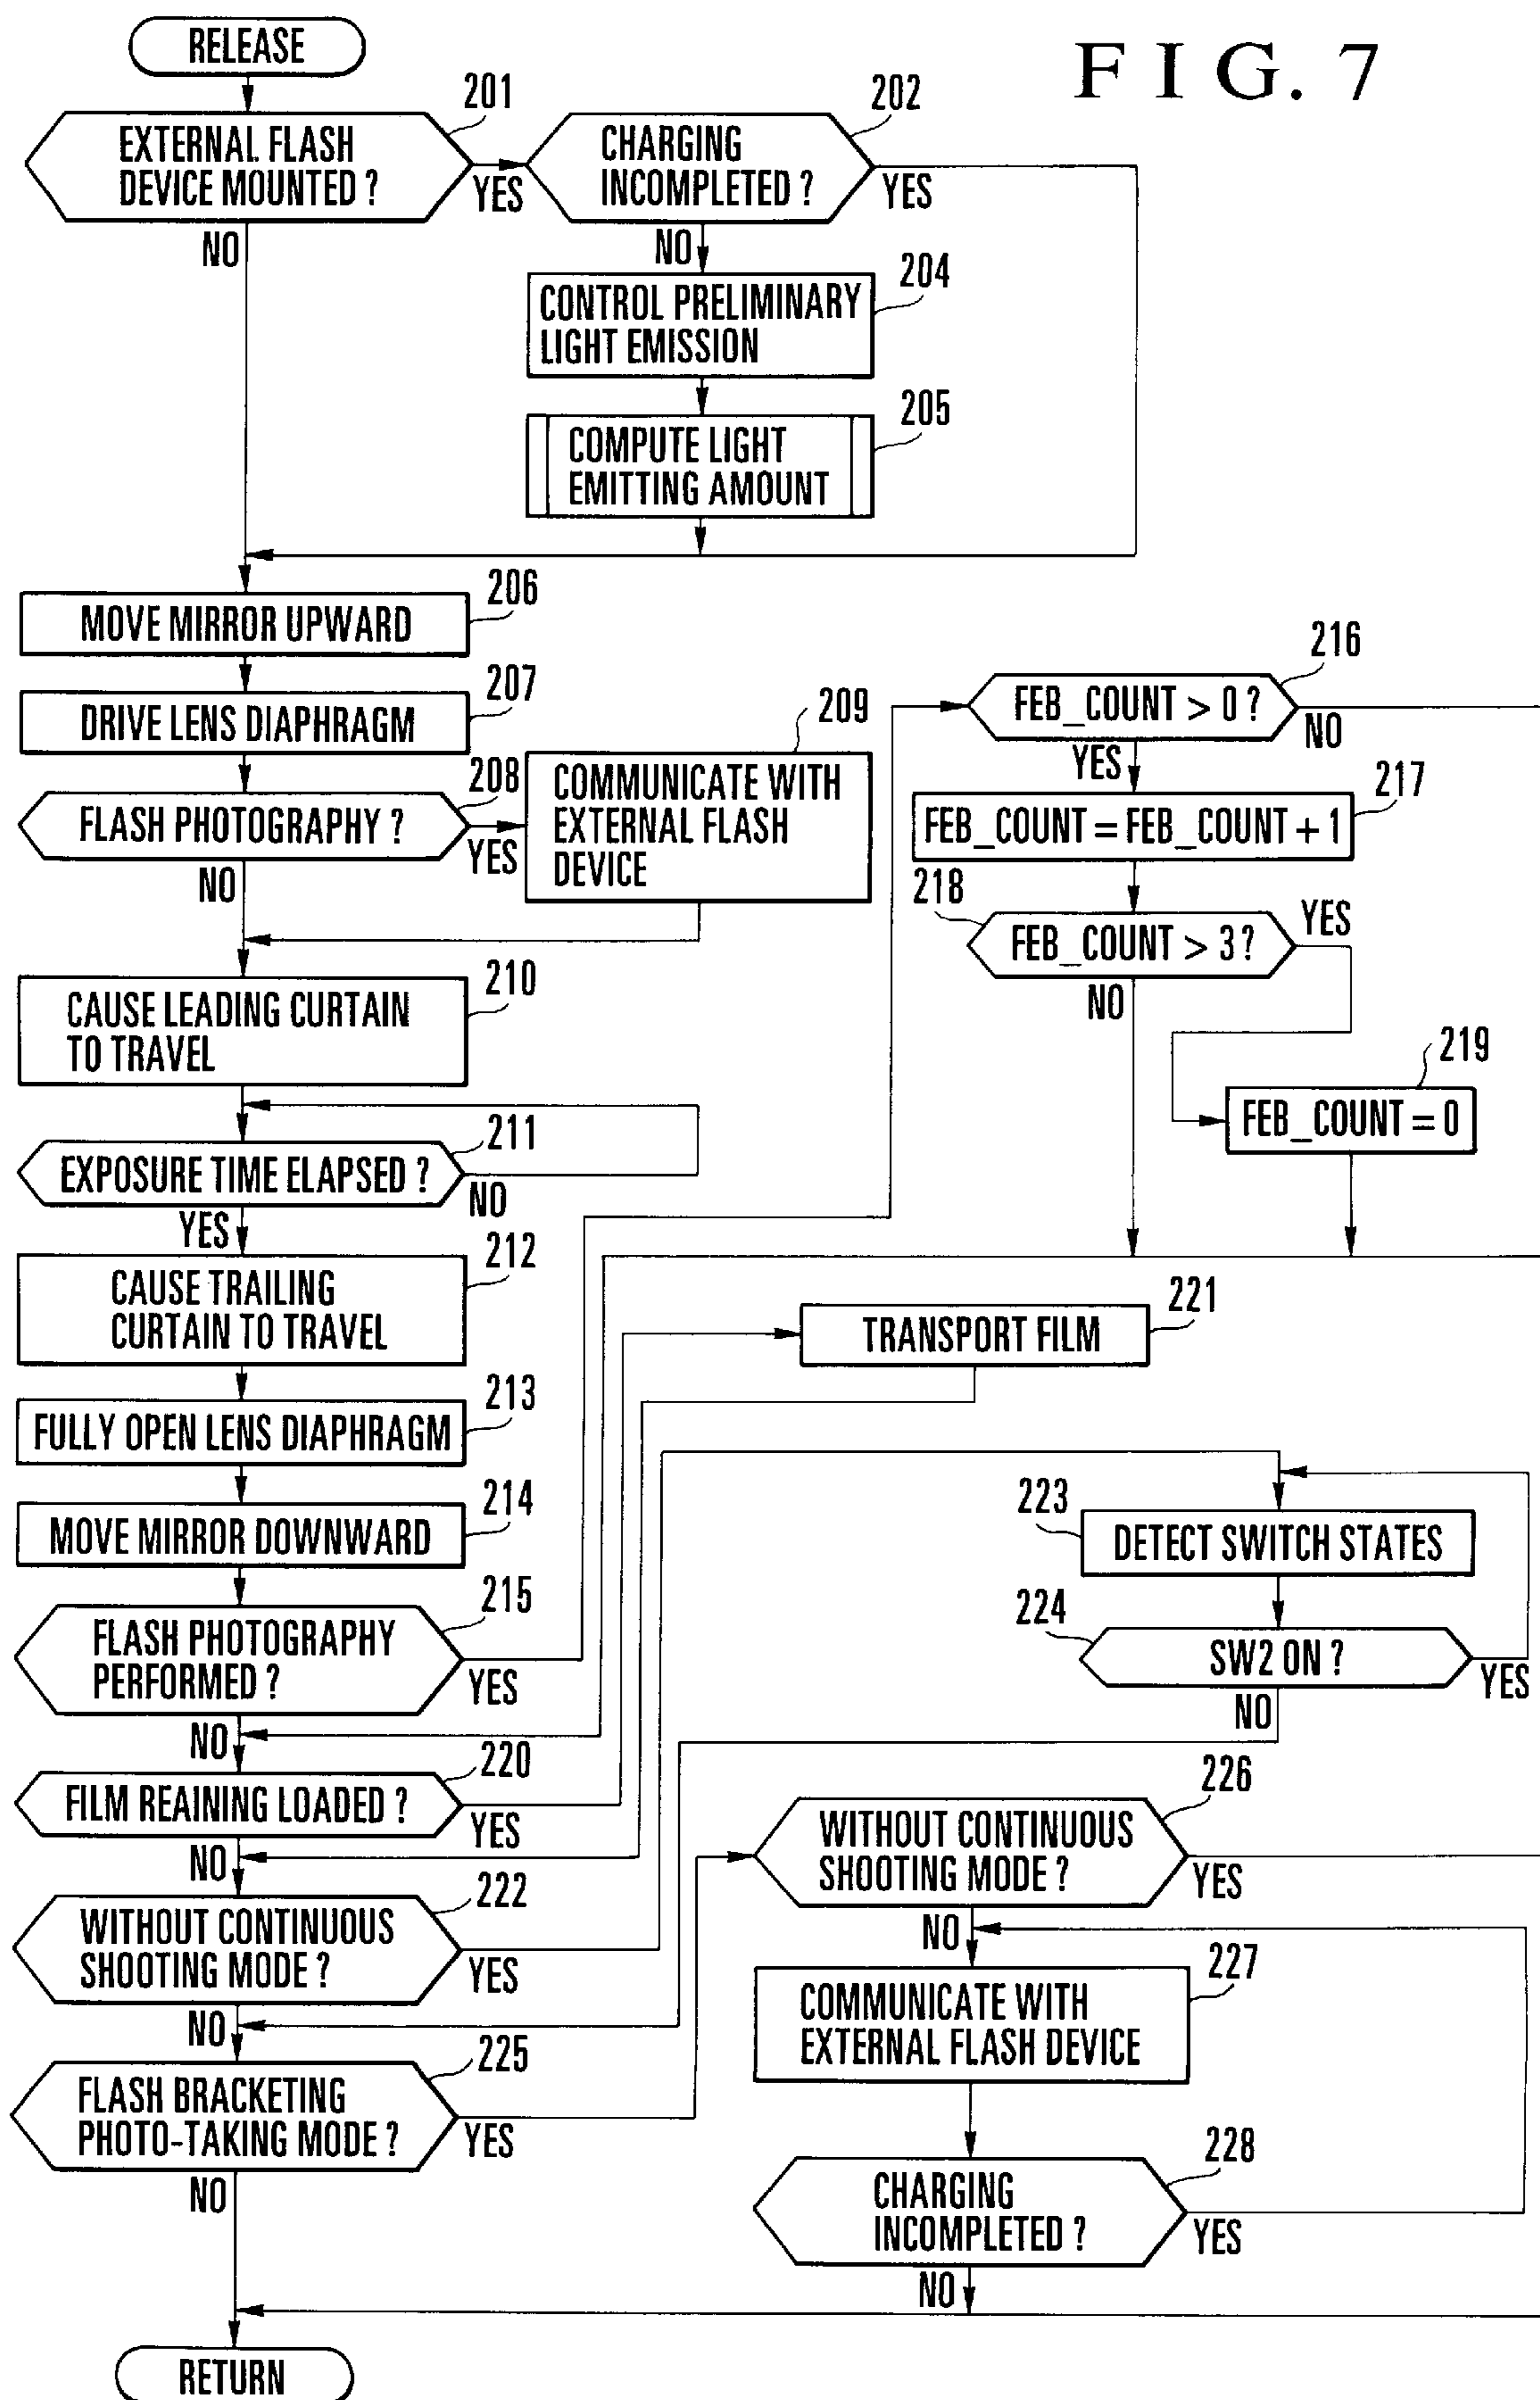 RELEASE
FIG. 7
201
EXTERNAL FLASH
DEVICE MOUNTED ?
YES
NO
202
CHARGING
INCOMPLETED ?
YES
NO
204
CONTROL PRELIMINARY
LIGHT EMISSION
205
COMPUTE LIGHT
EMITTING AMOUNT
206
MOVE MIRROR UPWARD
207
DRIVE LENS DIAPHRAGM
208
FLASH PHOTOGRAPHY ?
YES
NO
209
COMMUNICATE WITH
EXTERNAL FLASH
DEVICE
210
CAUSE LEADING CURTAIN
TO TRAVEL
211
EXPOSURE TIME ELAPSED ?
NO
YES
212
CAUSE TRAILING
CURTAIN TO TRAVEL
213
FULLY OPEN LENS DIAPHRAGM
214
MOVE MIRROR DOWNWARD
215
FLASH PHOTOGRAPHY
PERFORMED ?
YES
NO
216
FEB_COUNT > 0 ?
NO
YES
217
FEB_COUNT = FEB_COUNT + 1
218
FEB_COUNT > 3 ?
YES
NO
219
FEB_COUNT = 0
220
FILM REAINING LOADED ?
YES
NO
221
TRANSPORT FILM
222
WITHOUT CONTINUOUS
SHOOTING MODE ?
YES
NO
223
DETECT SWITCH STATES
224
SW2 ON ?
YES
NO
225
FLASH BRACKETING
PHOTO-TAKING MODE ?
YES
NO
226
WITHOUT CONTINUOUS
SHOOTING MODE ?
YES
NO
227
COMMUNICATE WITH
EXTERNAL FLASH DEVICE
228
CHARGING
INCOMPLETED ?
YES
NO
RETURN